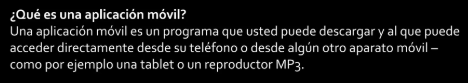 ¿Qué es una aplicación móvil?
Una aplicación móvil es un programa que usted puede descargar y al que puede
acceder directamente desde su teléfono o desde algún otro aparato móvil –
como por ejemplo una tablet o un reproductor MP3.